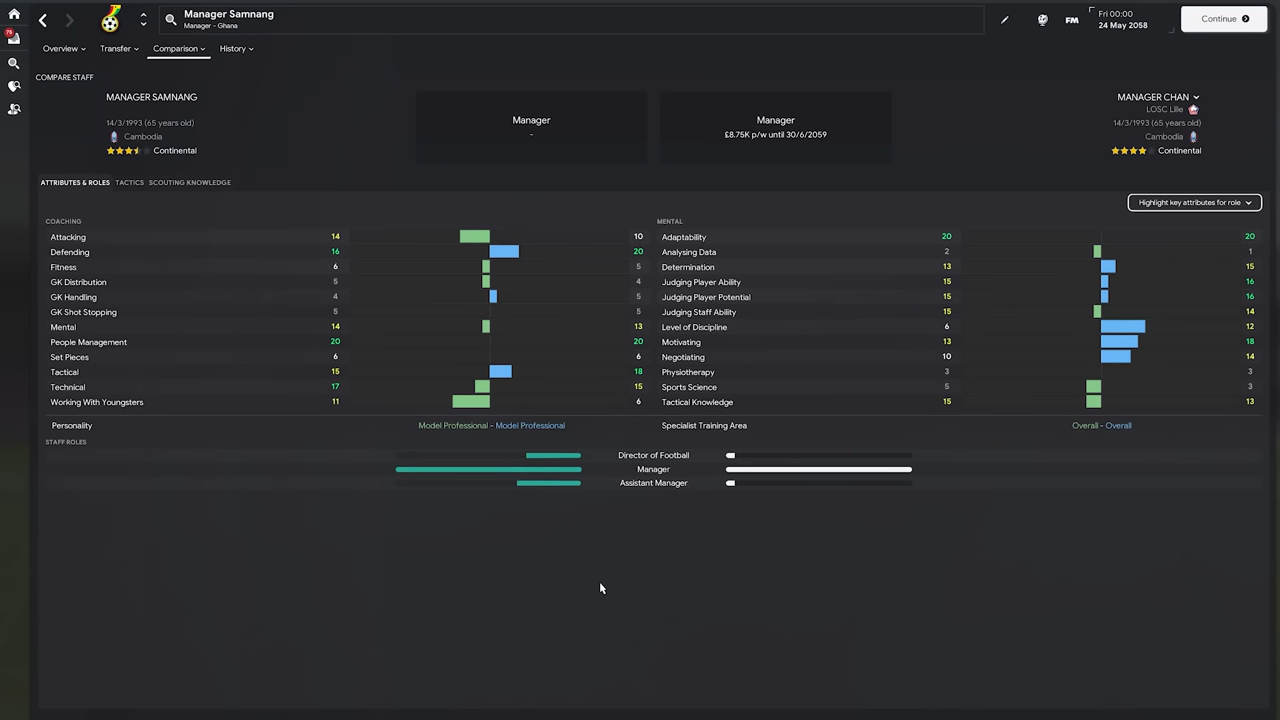 Manager Samnang
Manager - Ghana
Fri 00:00
24 May 2058
FM
Continue
76
Overview
Transfer
Comparison
History
COMPARE STAFF
MANAGER SAMNANG
14/3/1993 (65 years old)
Cambodia
Continental
Manager
-
Manager
£8.75K p/w until 30/6/2059
MANAGER CHAN
LOSC Lille
14/3/1993 (65 years old)
Cambodia
Continental
ATTRIBUTES & ROLES TACTICS SCOUTING KNOWLEDGE
Highlight key attributes for role
COACHING
Attacking 14 10
Defending 16 20
Fitness 6 5
GK Distribution 5 4
GK Handling 4 5
GK Shot Stopping 5 5
Mental 14 13
People Management 20 20
Set Pieces 6 6
Tactical 15 18
Technical 17 15
Working With Youngsters 11 6
Personality Model Professional - Model Professional
MENTAL
Adaptability 20 20
Analysing Data 2 1
Determination 13 15
Judging Player Ability 15 16
Judging Player Potential 15 16
Judging Staff Ability 15 14
Level of Discipline 6 12
Motivating 13 18
Negotiating 10 14
Physiotherapy 3 3
Sports Science 5 3
Tactical Knowledge 15 13
Specialist Training Area Overall - Overall
STAFF ROLES
Director of Football
Manager
Assistant Manager